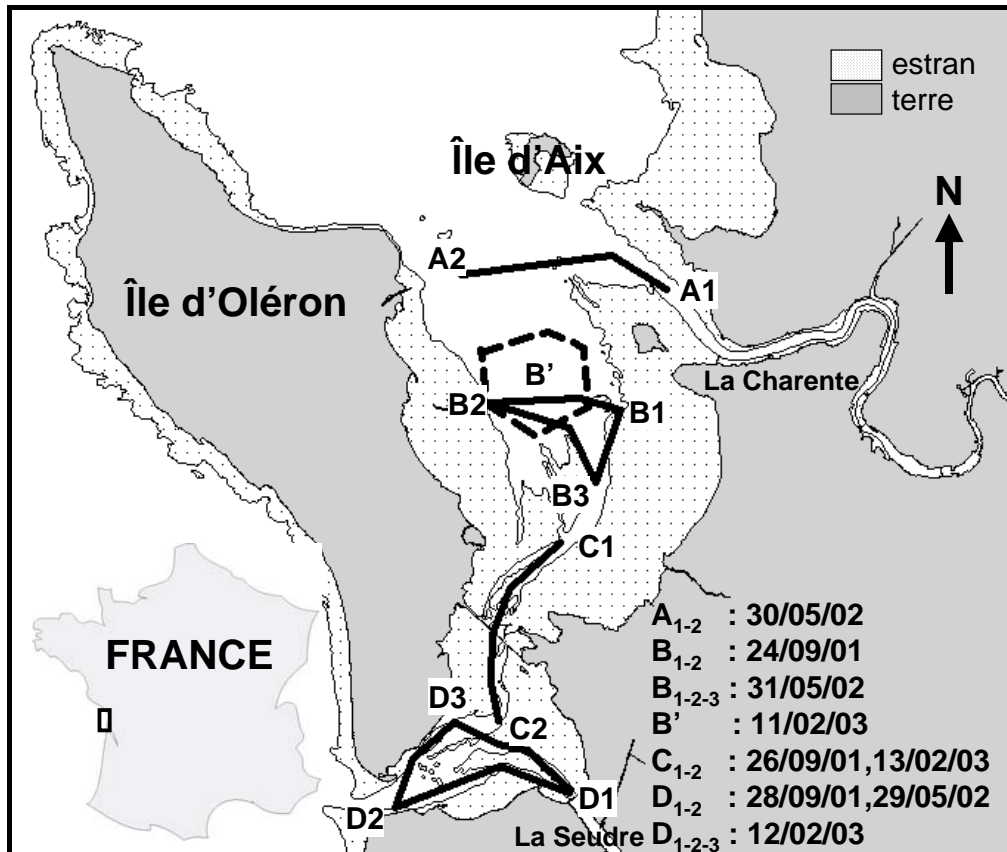 estran
terre
Île d'Aix
N
A2
A1
Île d'Oléron
B'
La Charente
B2
B1
B3
C1
FRANCE
D3
C2
D2
D1
La Seudre
A1-2 : 30/05/02
B1-2 : 24/09/01
B1-2-3 : 31/05/02
B' : 11/02/03
C1-2 : 26/09/01,13/02/03
D1-2 : 28/09/01,29/05/02
D1-2-3 : 12/02/03